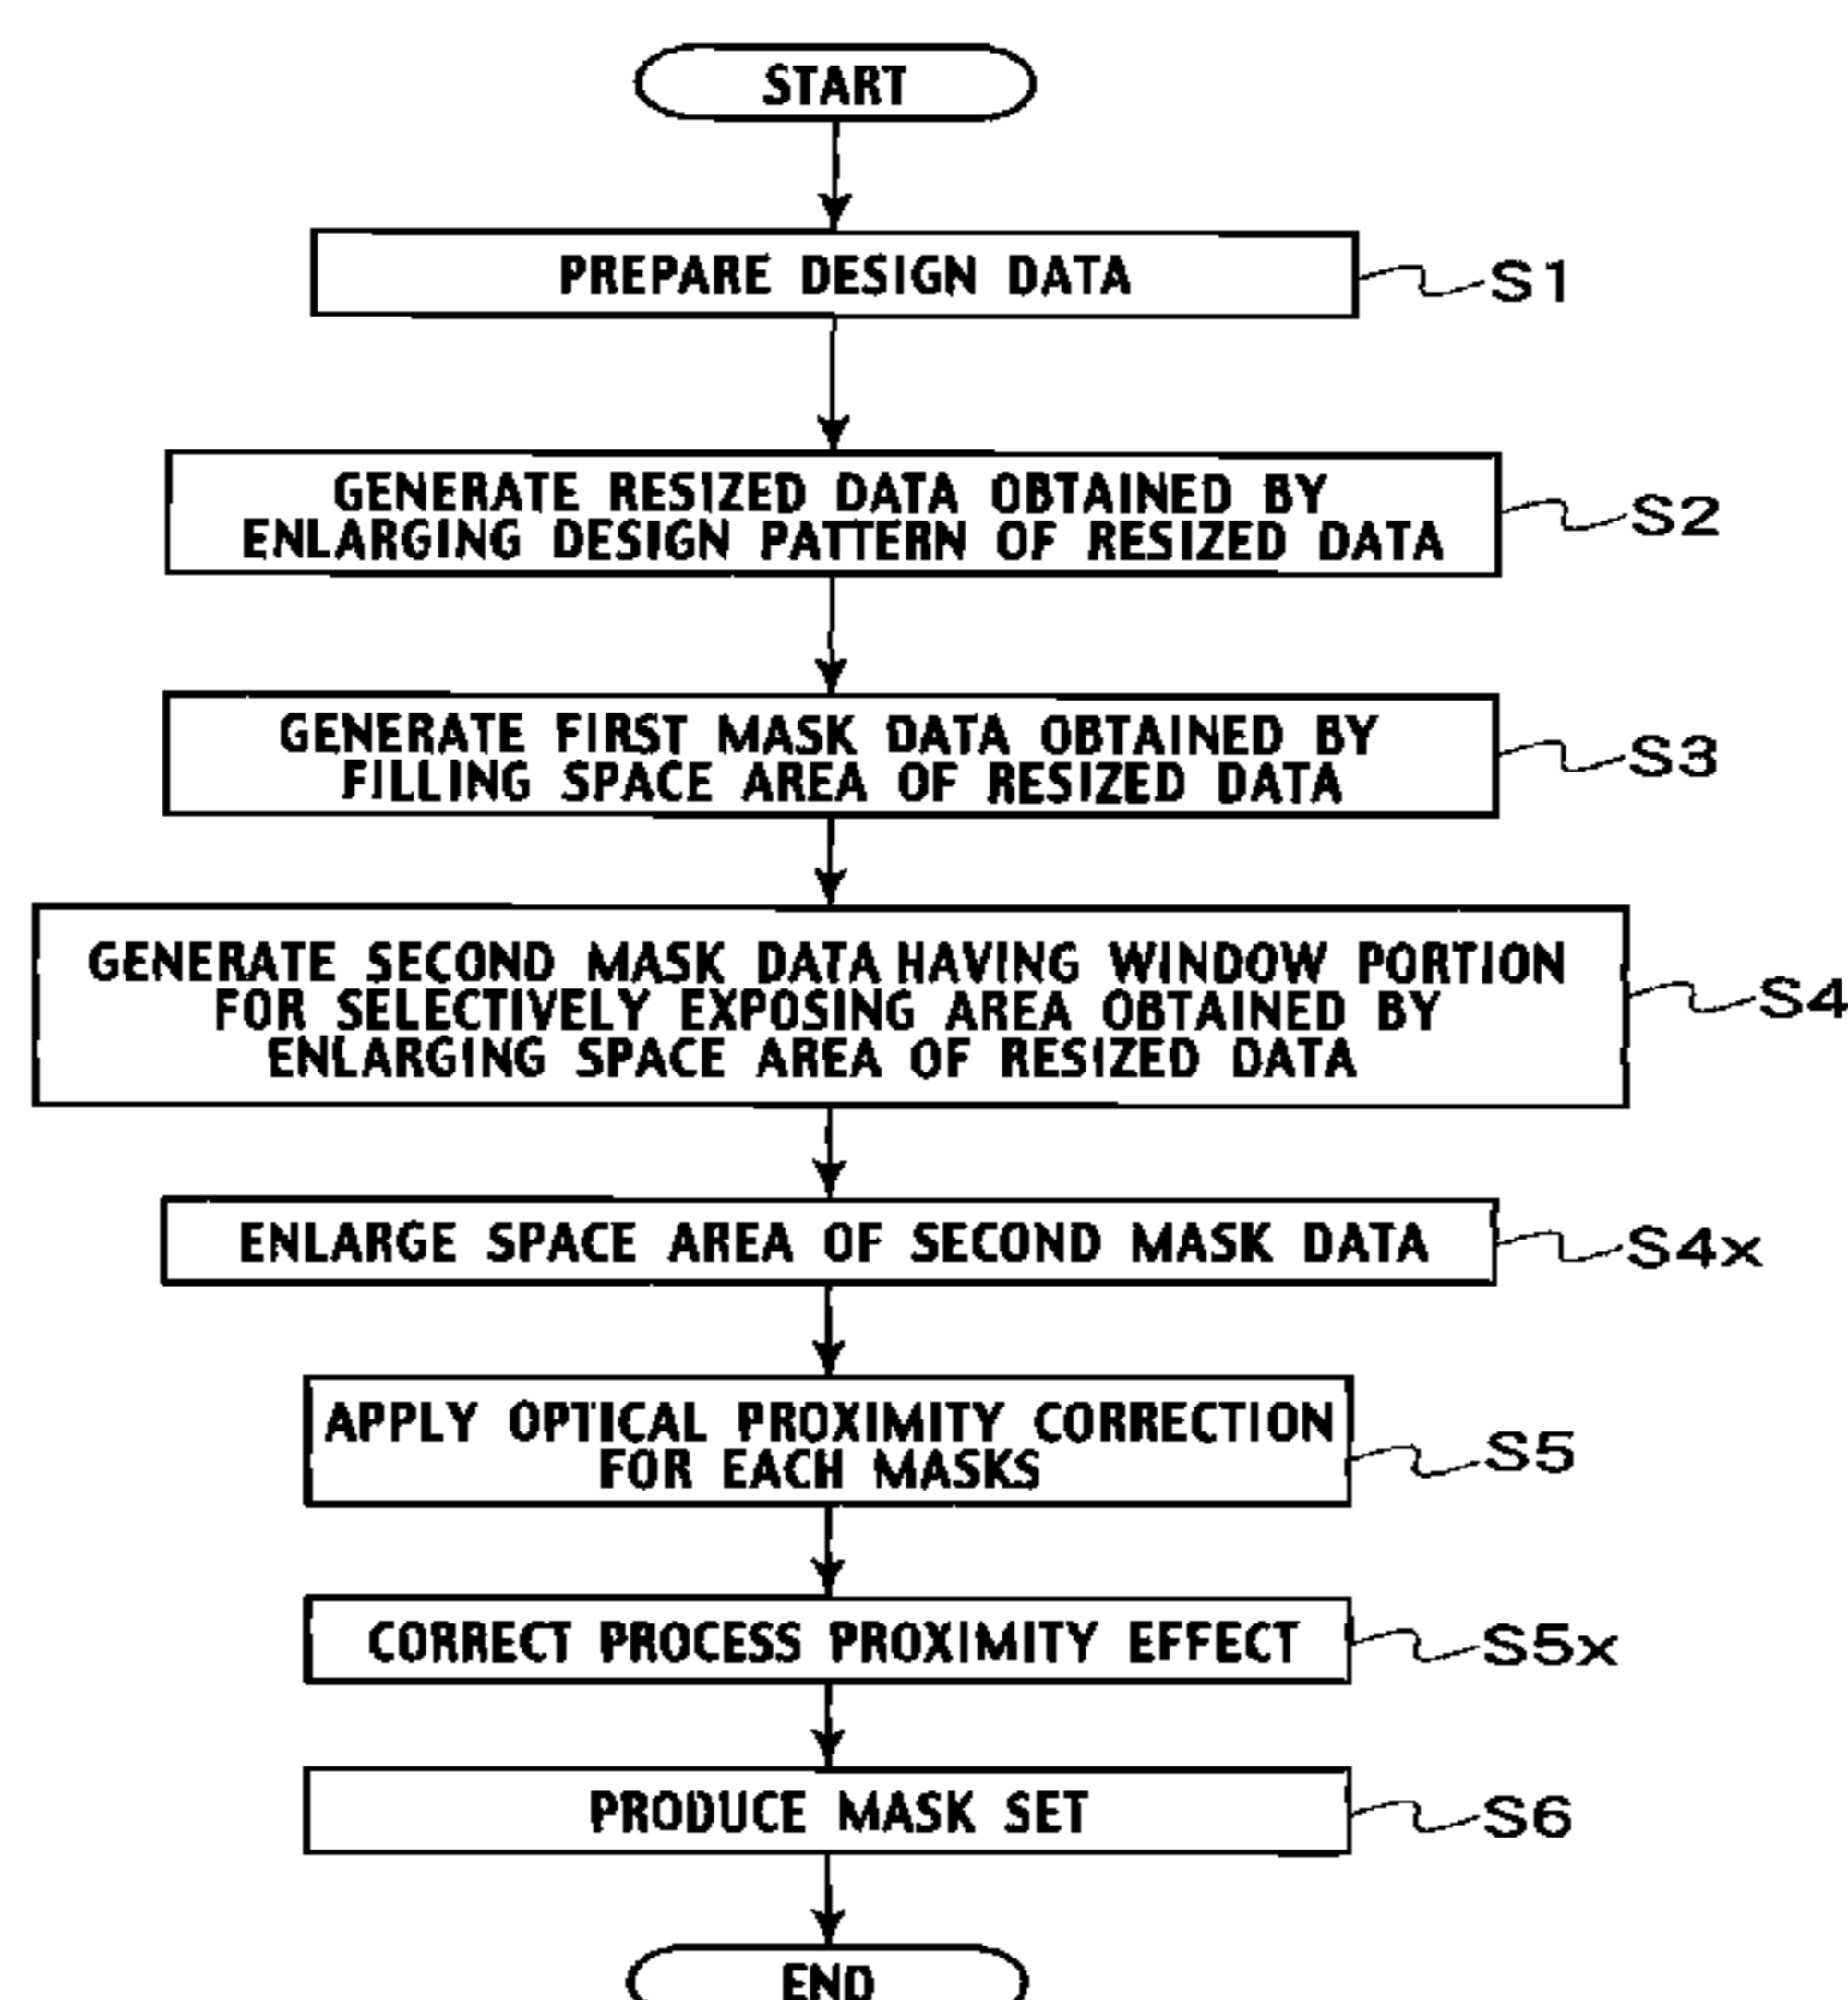 START
PREPARE DESIGN DATA
S1
GENERATE RESIZED DATA OBTAINED BY
ENLARGING DESIGN PATTERN OF RESIZED DATA
S2
GENERATE FIRST MASK DATA OBTAINED BY
FILLING SPACE AREA OF RESIZED DATA
S3
GENERATE SECOND MASK DATA HAVING WINDOW PORTION
FOR SELECTIVELY EXPOSING AREA OBTAINED BY
ENLARGING SPACE AREA OF RESIZED DATA
S4
ENLARGE SPACE AREA OF SECOND MASK DATA
S4x
APPLY OPTICAL PROXIMITY CORRECTION
FOR EACH MASKS
S5
CORRECT PROCESS PROXIMITY EFFECT
S5x
PRODUCE MASK SET
S6
END